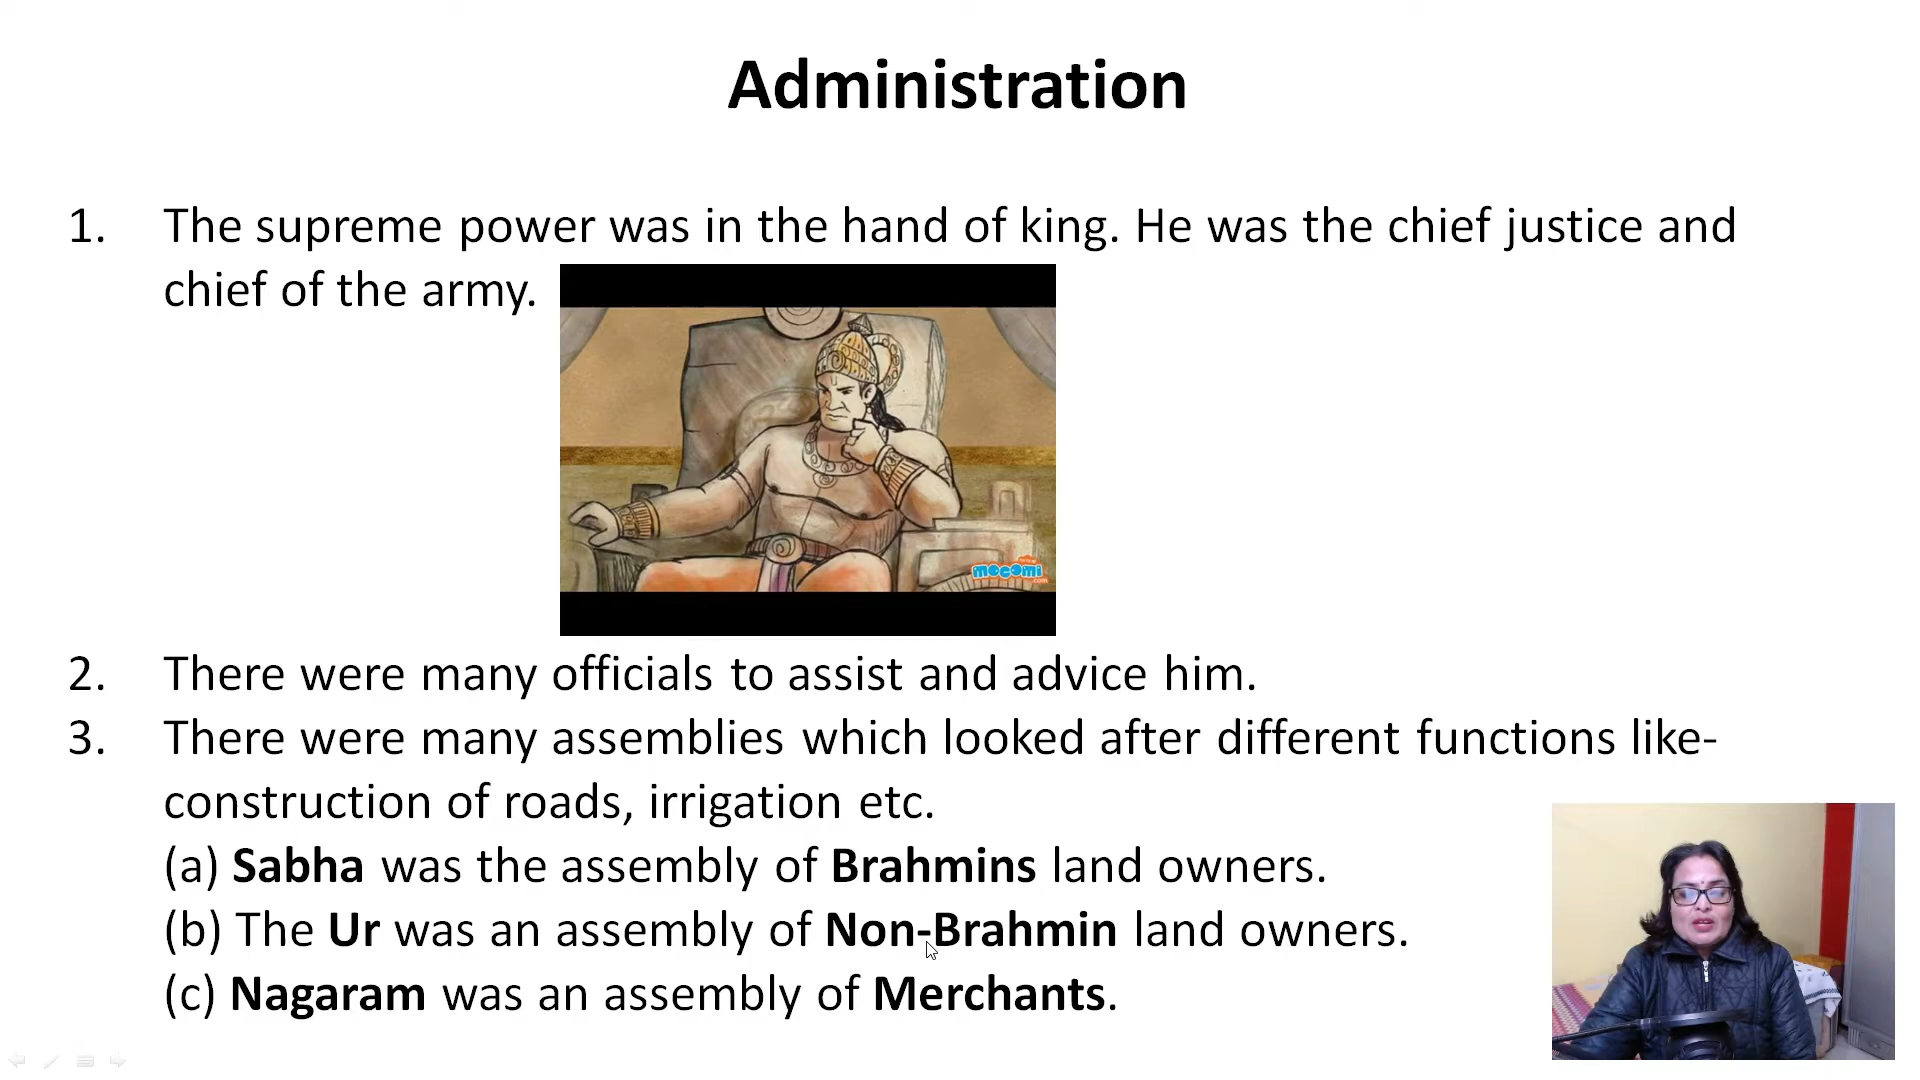 Administration
1. The supreme power was in the hand of king. He was the chief justice and
chief of the army.
mocomi
.com
2. There were many officials to assist and advice him.
3. There were many assemblies which looked after different functions like-
construction of roads, irrigation etc.
(a) Sabha was the assembly of Brahmins land owners.
(b) The Ur was an assembly of Non-Brahmin land owners.
(c) Nagaram was an assembly of Merchants.